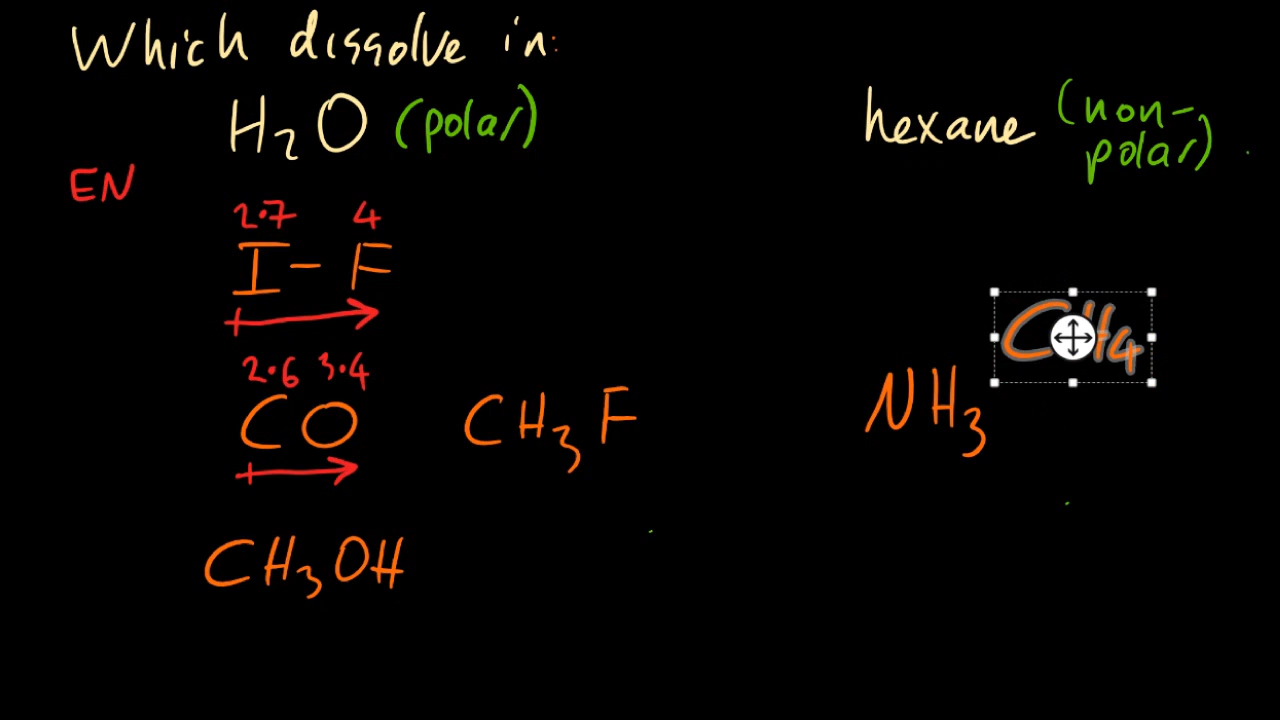 Which dissolve in:
H₂O (polar)
hexane (non-
polar)
EN
2.7 4
I - F
CH₄
2.6 3.4
CO
CH₃F
NH₃
CH₃OH